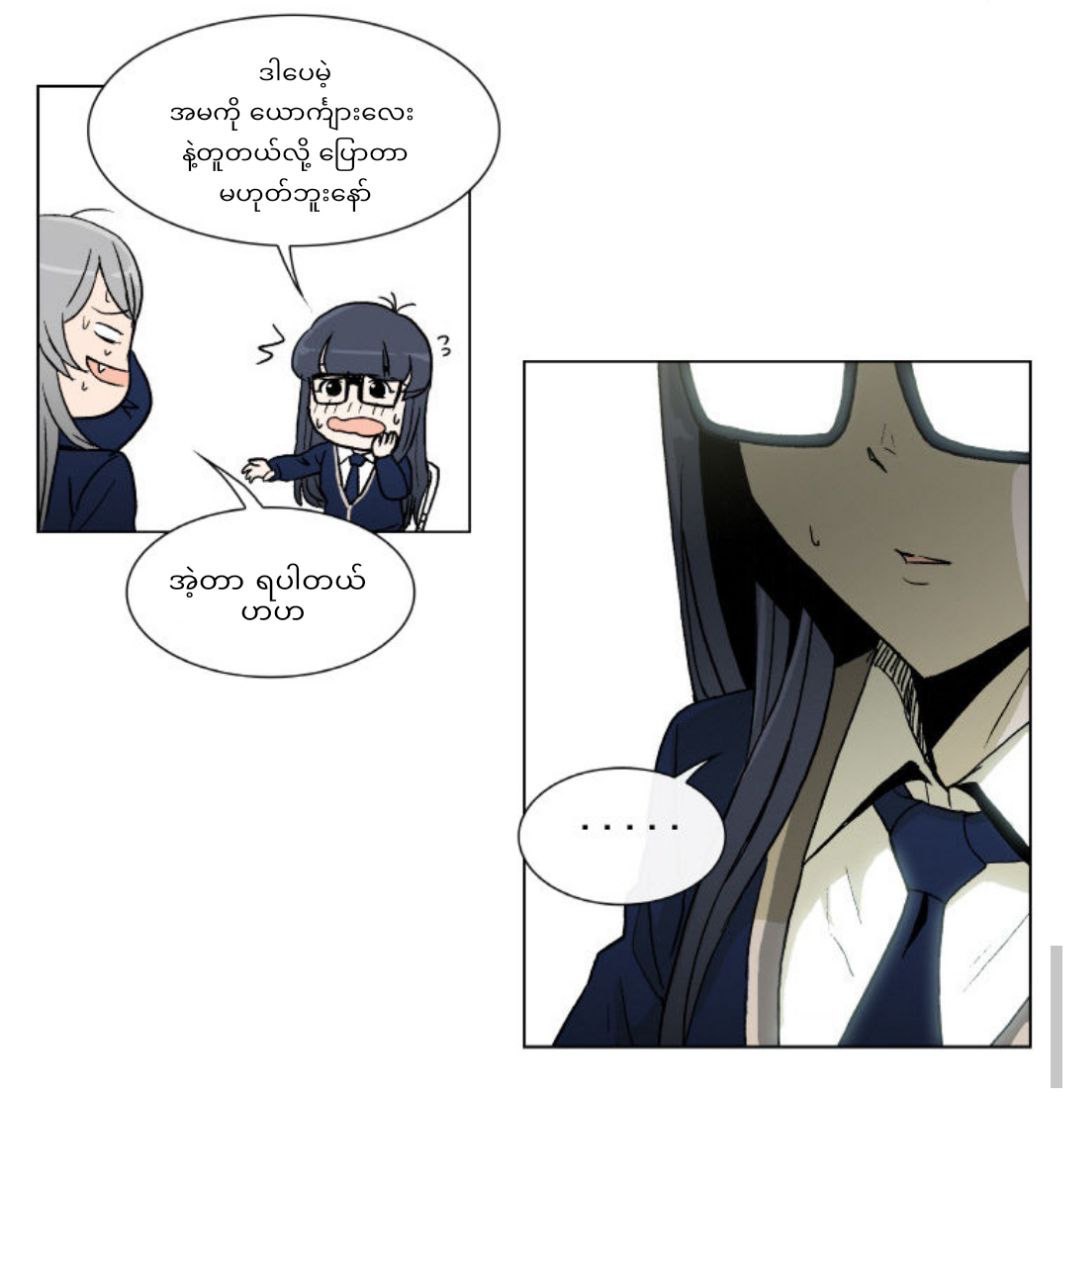 ဒါပေမဲ့
အမကို ယောင်္ကျားလေး
နဲ့တူတယ်လို့ ပြောတာ
မဟုတ်ဘူးနော်
အဲ့တာ ရပါတယ်
ဟဟ
.....